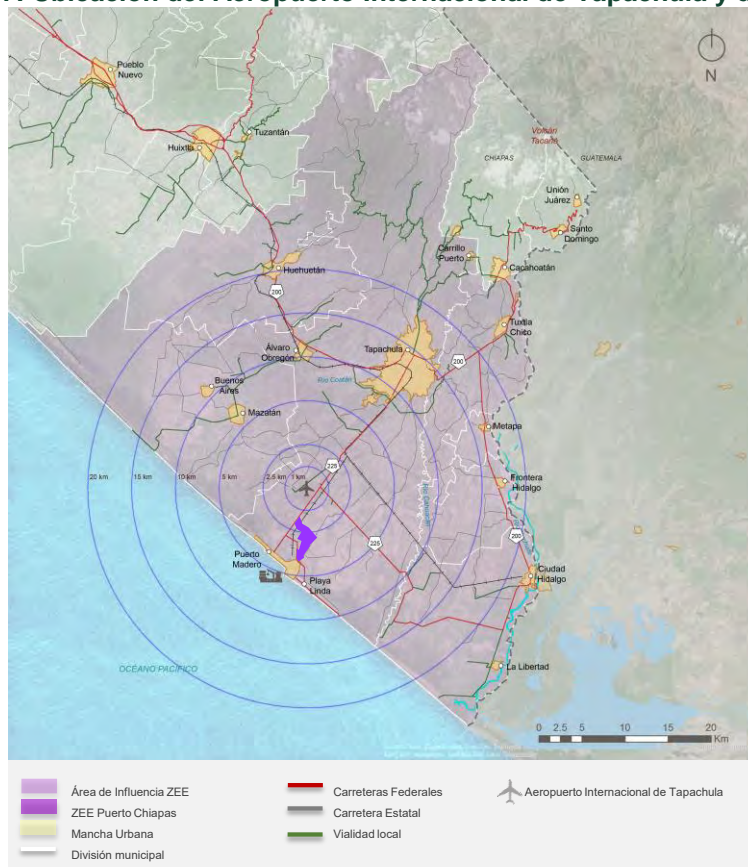 Pueblo
Nuevo
N
Tuzantán
Huixtla
Volcán
Tacaná
CHIAPAS
GUATEMALA
Unión
Juárez
Santo
Domingo
Carrillo
Puerto
Cacahoatán
Huehuetán
200
Tuxtla
Chico
Álvaro
Obregón
Tapachula
200
Río Coatán
Buenos
Aires
Mazatán
Metapa
20 km
15 km
10 km
5 km
2.5 km
1 km
225
Frontera
Hidalgo
225
200
Puerto
Madero
Ciudad
Hidalgo
Playa
Linda
La Libertad
OCÉANO PACÍFICO
0 2.5 5 10 15 20
Km
Área de Influencia ZEE
ZEE Puerto Chiapas
Mancha Urbana
División municipal
Carreteras Federales
Carretera Estatal
Vialidad local
Aeropuerto Internacional de Tapachula